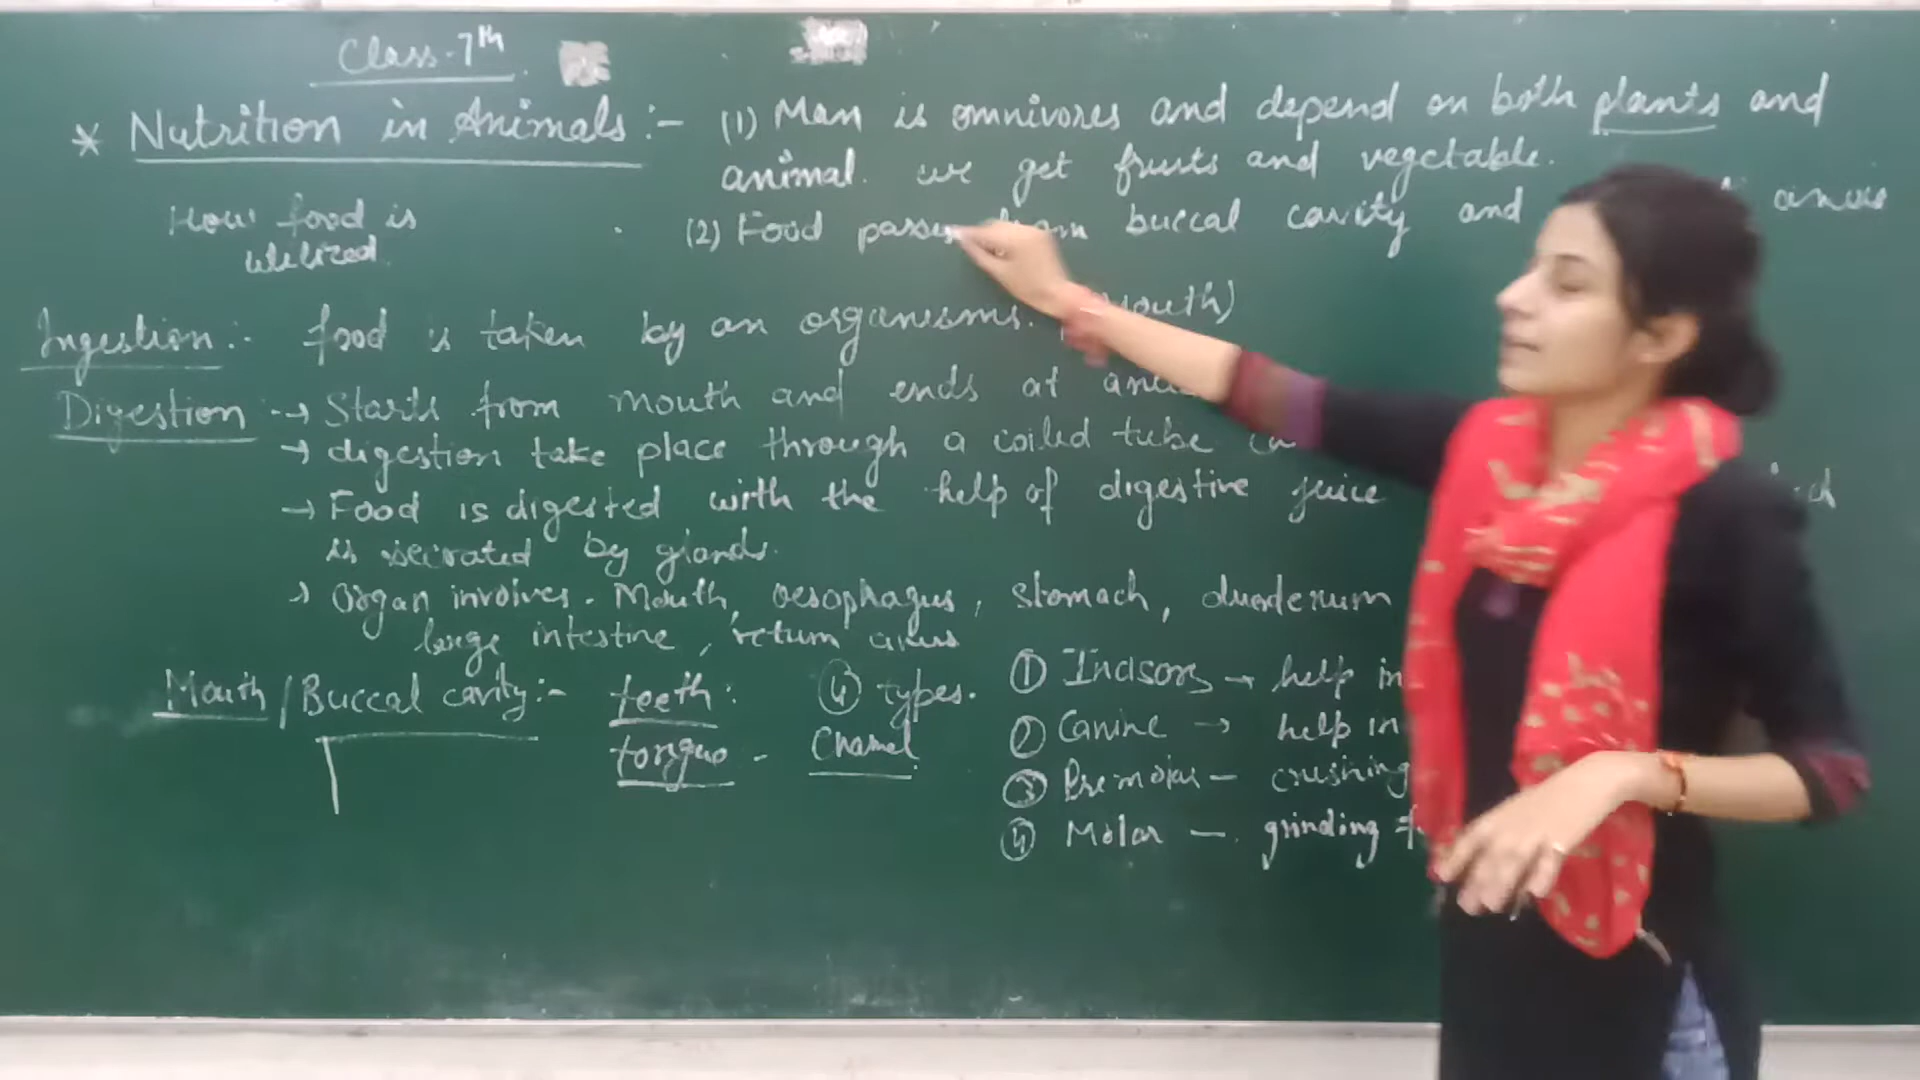 Class-7th
* Nutrition in Animals :-
How food is
utilized
(1) Man is omnivores and depend on both plants and
animal. we get fruits and vegetable.
(2) Food passes from buccal cavity and anus
Ingestion :- food is taken by an organisms. (Mouth)
Digestion :-→ Starts from mouth and ends at anus
→ digestion take place through a coiled tube
→ Food is digested with the help of digestive juice
is secrated by glands.
→ Organ involves - Mouth, oesophagus, stomach, duodenum
large intestine, retum anus
Mouth / Buccal cavity :- teeth : ④ types.
tongue - Chamel
① Incisors → help in
② Canine → help in
③ Premolar - crushing
④ Molar - grinding